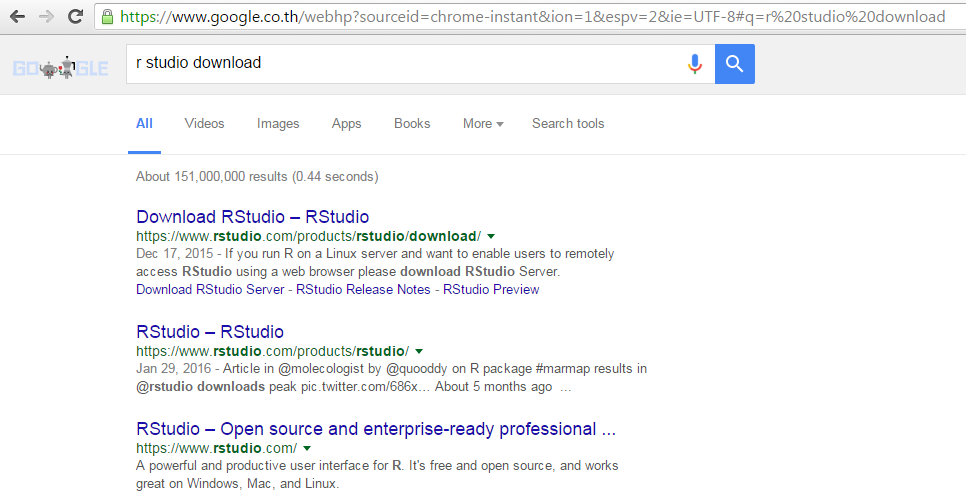 https://www.google.co.th/webhp?sourceid=chrome-instant&ion=1&espv=2&ie=UTF-8#q=r%20studio%20download
GOOGLE r studio download
All Videos Images Apps Books More Search tools
About 151,000,000 results (0.44 seconds)
Download RStudio – RStudio
https://www.rstudio.com/products/rstudio/download/
Dec 17, 2015 - If you run R on a Linux server and want to enable users to remotely
access RStudio using a web browser please download RStudio Server.
Download RStudio Server - RStudio Release Notes - RStudio Preview
RStudio – RStudio
https://www.rstudio.com/products/rstudio/
Jan 29, 2016 - Article in @molecologist by @quooddy on R package #marmap results in
@rstudio downloads peak pic.twitter.com/686x... About 5 months ago ...
RStudio – Open source and enterprise-ready professional ...
https://www.rstudio.com/
A powerful and productive user interface for R. It's free and open source, and works
great on Windows, Mac, and Linux.